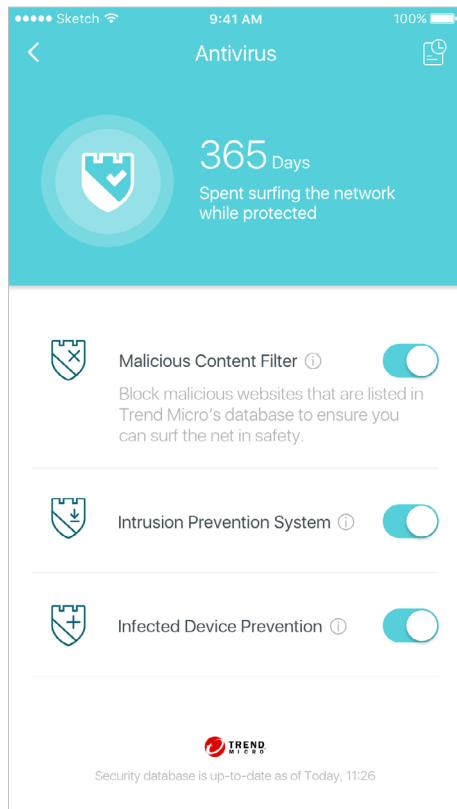 Sketch 9:41 AM 100%
Antivirus
365 Days
Spent surfing the network
while protected
Malicious Content Filter
Block malicious websites that are listed in
Trend Micro's database to ensure you
can surf the net in safety.
Intrusion Prevention System
Infected Device Prevention
TREND
MICRO
Security database is up-to-date as of Today, 11:26